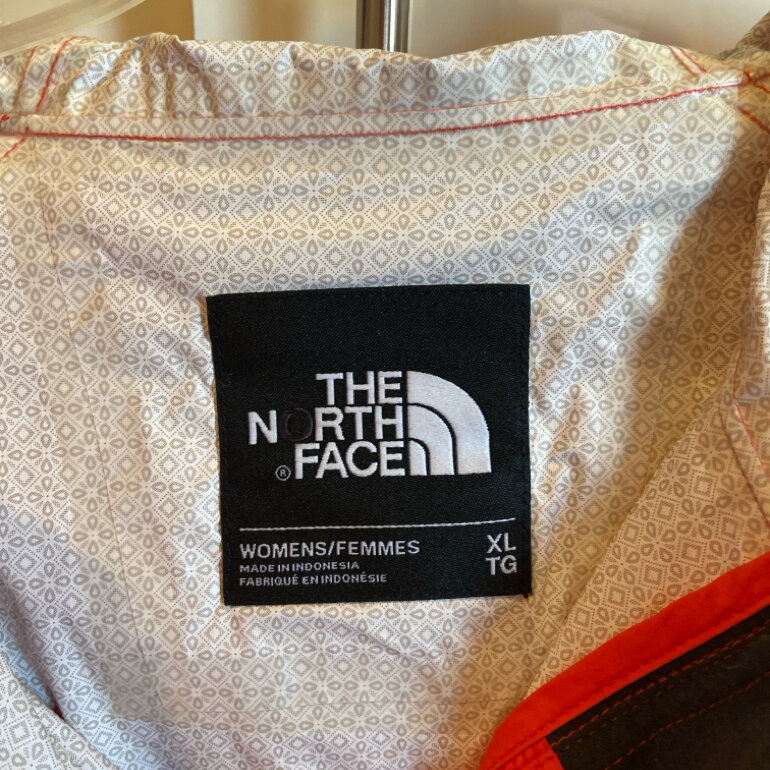 THE
NORTH
® FACE
WOMENS/FEMMES
MADE IN INDONESIA
FABRIQUÉ EN INDONÉSIE
XL
TG